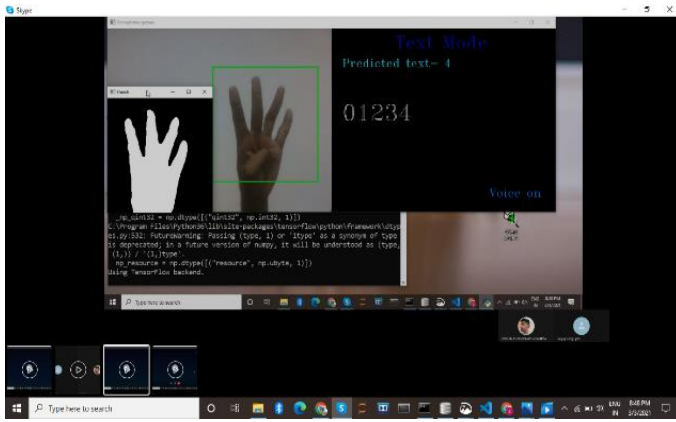 Skype
Text Mode
Predicted text= 4
01234
Voice on
_np_qint32 = np.dtype([("qint32", np.int32, 1)])
C:\Program Files\Python36\lib\site-packages\tensorflow\python\framework\dtyp
es.py:532: FutureWarning: Passing (type, 1) or '1type' as a synonym of type
is deprecated; in a future version of numpy, it will be understood as (type,
(1,)) / '(1,)type'.
np_resource = np.dtype([("resource", np.ubyte, 1)])
Using TensorFlow backend.
Type here to search
Type here to search
ENG
IN
8:48 PM
5/3/2021